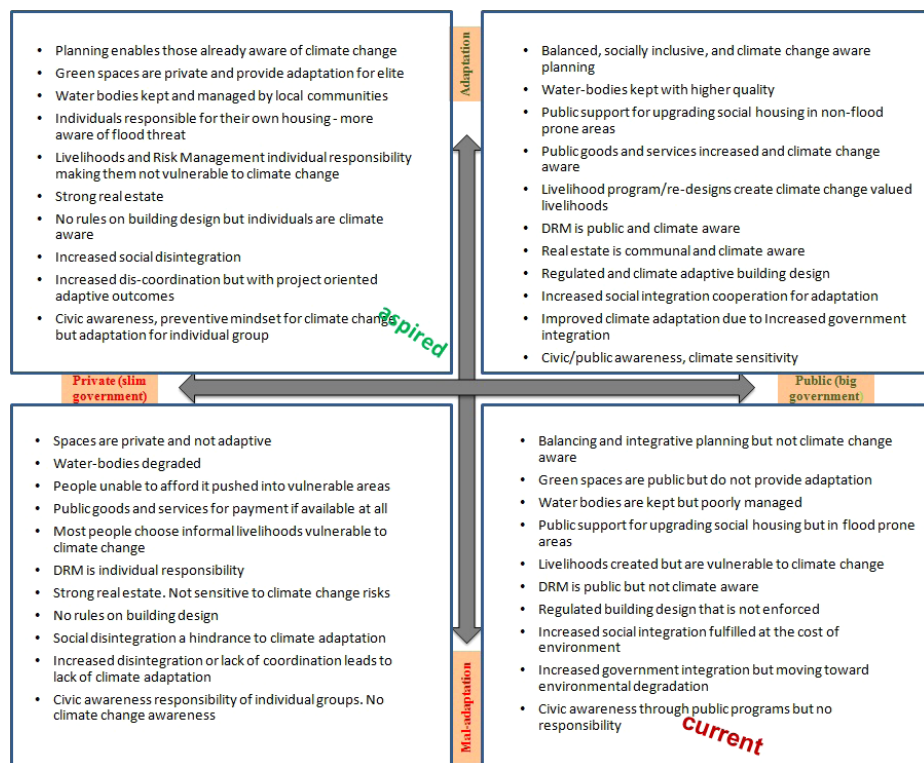 • Planning enables those already aware of climate change
• Green spaces are private and provide adaptation for elite
• Water bodies kept and managed by local communities
• Individuals responsible for their own housing - more
aware of flood threat
• Livelihoods and Risk Management individual responsibility
making them not vulnerable to climate change
• Strong real estate
• No rules on building design but individuals are climate
aware
• Increased social disintegration
• Increased dis-coordination but with project oriented
adaptive outcomes
• Civic awareness, preventive mindset for climate change
but adaptation for individual group
aspired
Adaptation
• Balanced, socially inclusive, and climate change aware
planning
• Water-bodies kept with higher quality
• Public support for upgrading social housing in non-flood
prone areas
• Public goods and services increased and climate change
aware
• Livelihood program/re-designs create climate change valued
livelihoods
• DRM is public and climate aware
• Real estate is communal and climate aware
• Regulated and climate adaptive building design
• Increased social integration cooperation for adaptation
• Improved climate adaptation due to Increased government
integration
• Civic/public awareness, climate sensitivity
Private (slim
government)
Public (big
government)
• Spaces are private and not adaptive
• Water-bodies degraded
• People unable to afford it pushed into vulnerable areas
• Public goods and services for payment if available at all
• Most people choose informal livelihoods vulnerable to
climate change
• DRM is individual responsibility
• Strong real estate. Not sensitive to climate change risks
• No rules on building design
• Social disintegration a hindrance to climate adaptation
• Increased disintegration or lack of coordination leads to
lack of climate adaptation
• Civic awareness responsibility of individual groups. No
climate change awareness
Mal-adaptation
• Balancing and integrative planning but not climate change
aware
• Green spaces are public but do not provide adaptation
• Water bodies are kept but poorly managed
• Public support for upgrading social housing but in flood prone
areas
• Livelihoods created but are vulnerable to climate change
• DRM is public but not climate aware
• Regulated building design that is not enforced
• Increased social integration fulfilled at the cost of
environment
• Increased government integration but moving toward
environmental degradation
• Civic awareness through public programs but no
responsibility
current